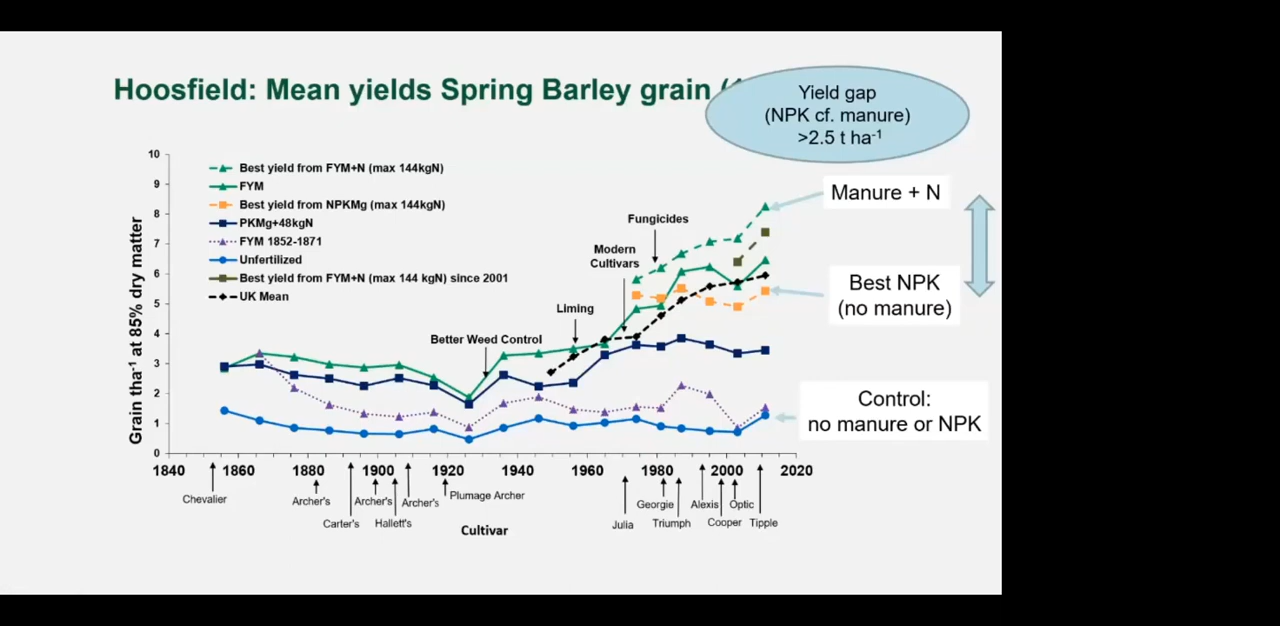 Hoosfield: Mean yields Spring Barley grain (
Yield gap
(NPK cf. manure)
>2.5 t ha-1
10
9
8
7
6
5
4
3
2
1
0
Grain tha-1 at 85% dry matter
Best yield from FYM+N (max 144kgN)
FYM
Best yield from NPKMg (max 144kgN)
PKMg+48kgN
FYM 1852-1871
Unfertilized
Best yield from FYM+N (max 144 kgN) since 2001
UK Mean
Better Weed Control
Liming
Modern
Cultivars
Fungicides
Manure + N
Best NPK
(no manure)
Control:
no manure or NPK
1840 1860 1880 1900 1920 1940 1960 1980 2000 2020
Chevalier
Archer's
Carter's
Archer's
Hallett's
Archer's
Plumage Archer
Julia
Georgie
Triumph
Alexis
Cooper
Optic
Tipple
Cultivar